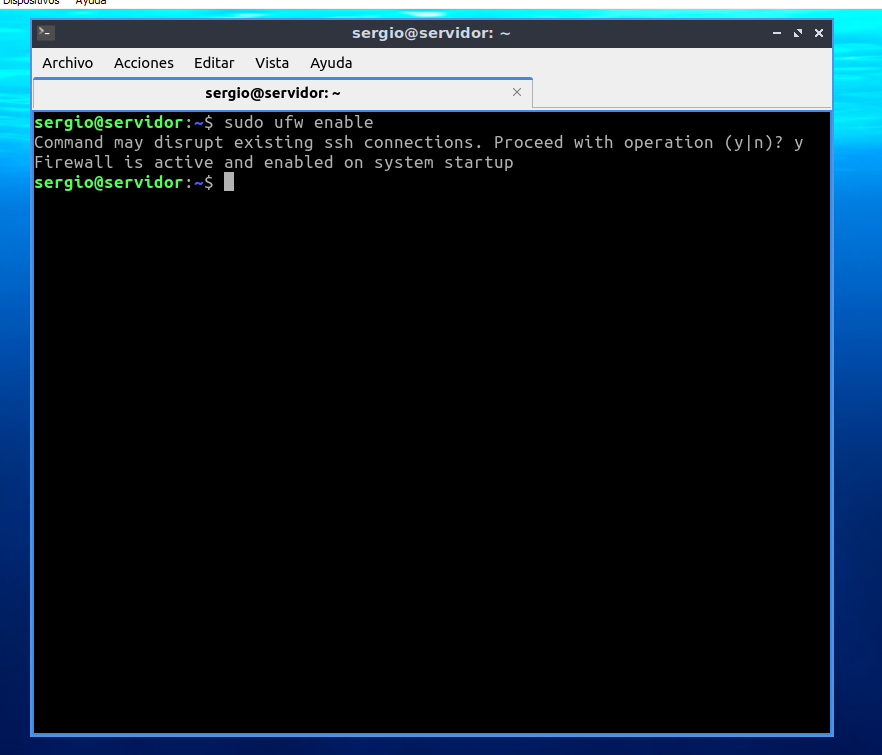 Dispositivos Ayuda
sergio@servidor: ~
Archivo Acciones Editar Vista Ayuda
sergio@servidor: ~
sergio@servidor:~$ sudo ufw enable
Command may disrupt existing ssh connections. Proceed with operation (y|n)? y
Firewall is active and enabled on system startup
sergio@servidor:~$